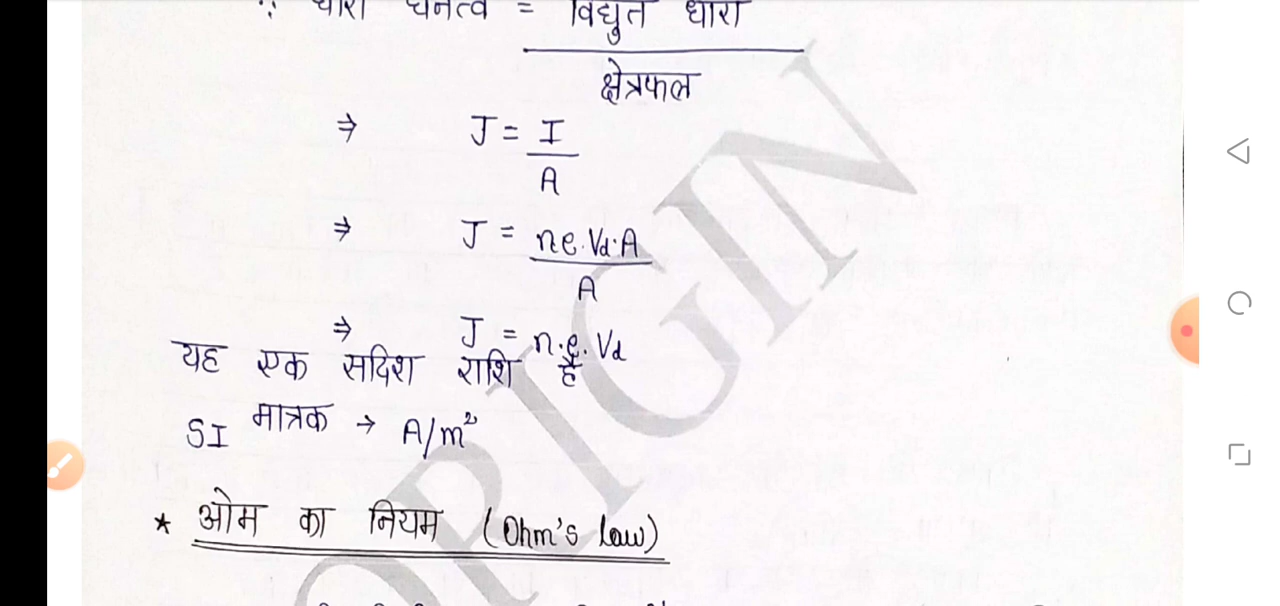 ∵ धारा घनत्व = विद्युत धारा
क्षेत्रफल
⇒ J = I
A
⇒ J = ne.Vd.A
A
⇒ J = n.e.Vd
यह एक सदिश राशि है
SI मात्रक → A/m²
* ओम का नियम (Ohm's law)
ORIGIN